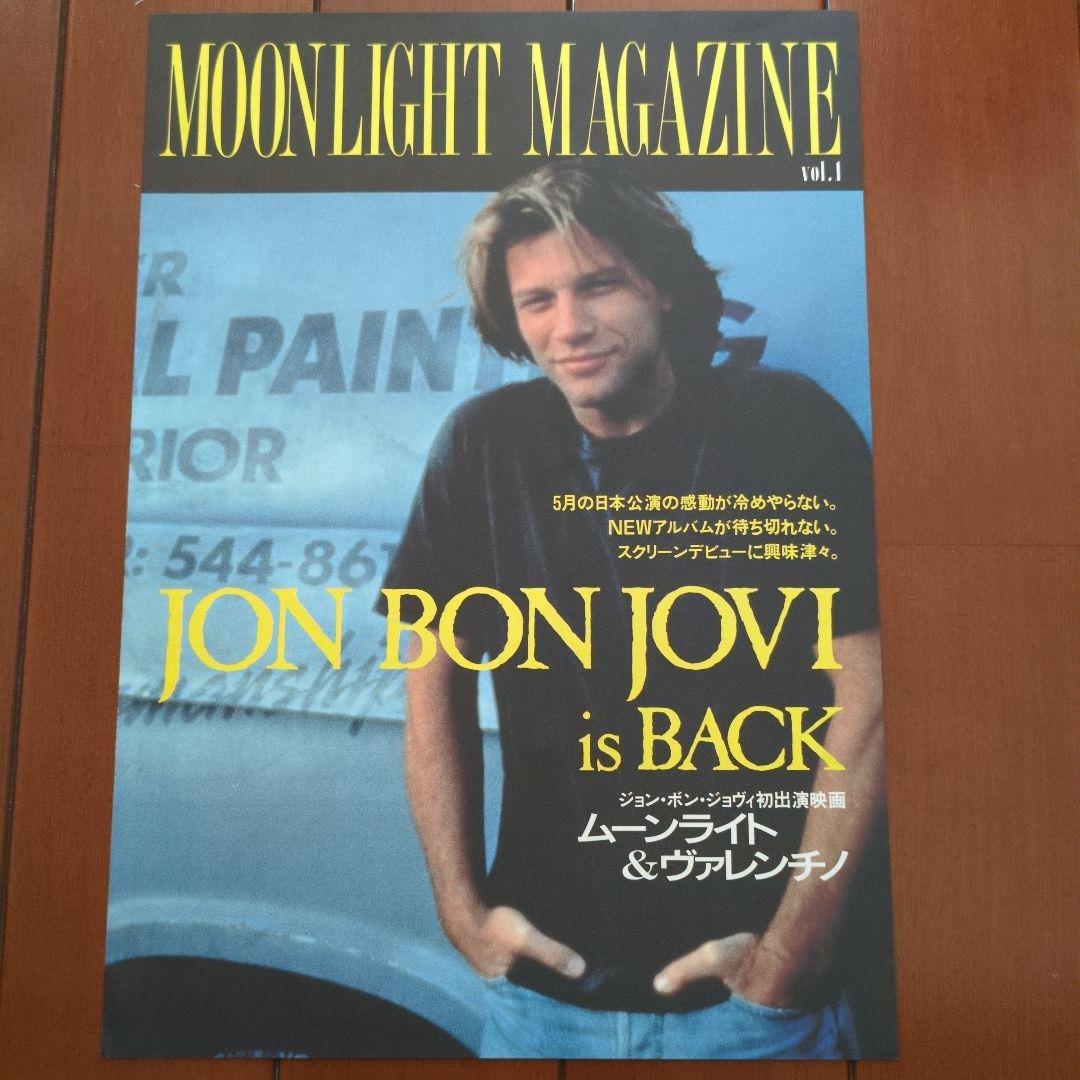 MOONLIGHT MAGAZINE
vol.1
ER
L PAIN G
RIOR
: 544-861
5月の日本公演の感動が冷めやらない。
NEWアルバムが待ち切れない。
スクリーンデビューに興味津々。
JON BON JOVI
is BACK
ジョン・ボン・ジョヴィ初出演映画
ムーンライト
&ヴァレンチノ